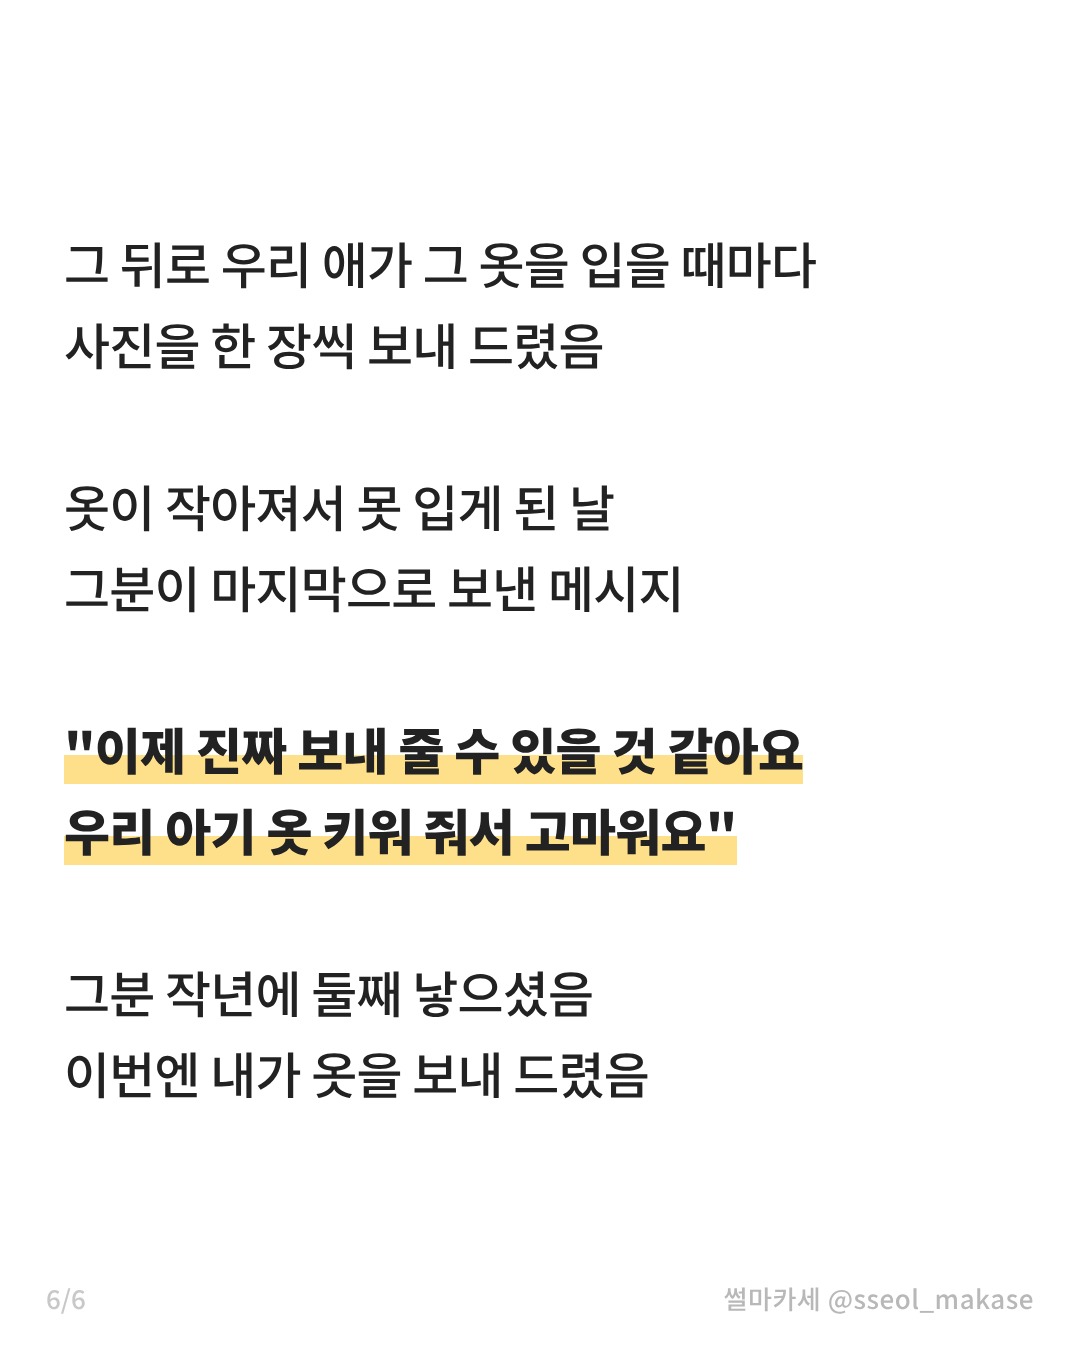 그 뒤로 우리 애가 그 옷을 입을 때마다
사진을 한 장씩 보내 드렸음
옷이 작아져서 못 입게 된 날
그분이 마지막으로 보낸 메시지
"이제 진짜 보내 줄 수 있을 것 같아요
우리 아기 옷 키워 줘서 고마워요"
그분 작년에 둘째 낳으셨음
이번엔 내가 옷을 보내 드렸음
6/6
썰마카세 @sseol_makase